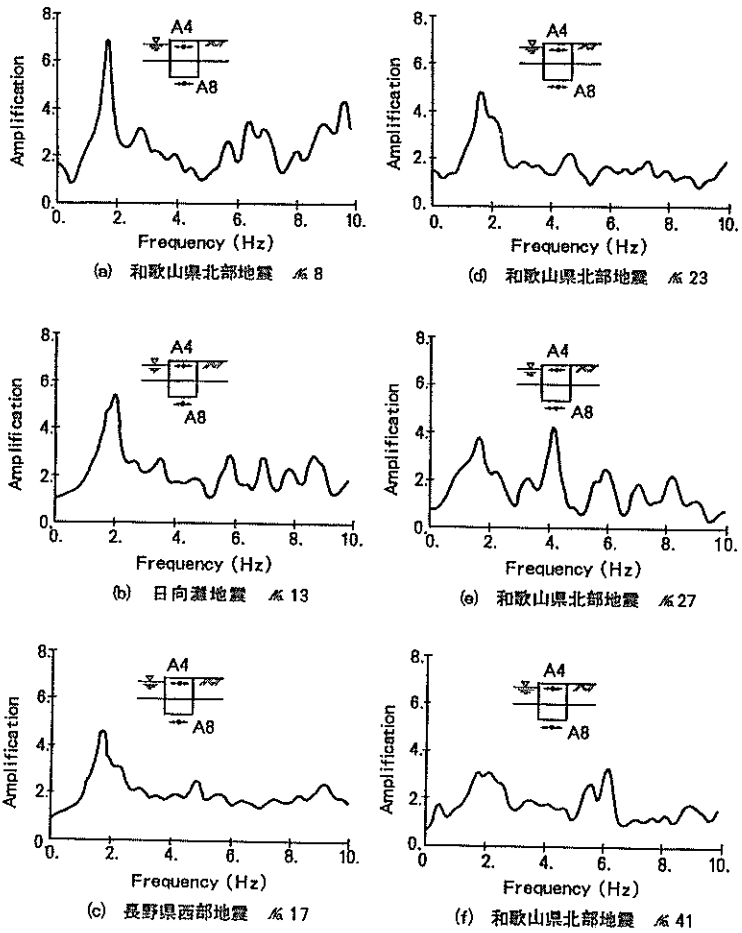 8.
6.
4.
2.
0.
Amplification
A4
A8
0. 2. 4. 6. 8. 10.
Frequency (Hz)
(a) 和歌山県北部地震 № 8
8.
6.
4.
2.
0.
Amplification
A4
A8
0. 2. 4. 6. 8. 10.
Frequency (Hz)
(d) 和歌山県北部地震 № 23
8.
6.
4.
2.
0.
Amplification
A4
A8
0. 2. 4. 6. 8. 10.
Frequency (Hz)
(b) 日向灘地震 № 13
8.
6.
4.
2.
0.
Amplification
A4
A8
0. 2. 4. 6. 8. 10.
Frequency (Hz)
(e) 和歌山県北部地震 № 27
8.
6.
4.
2.
0.
Amplification
A4
A8
0. 2. 4. 6. 8. 10.
Frequency (Hz)
(c) 長野県西部地震 № 17
8.
6.
4.
2.
0.
Amplification
A4
A8
0 2. 4. 6. 8. 10.
Frequency (Hz)
(f) 和歌山県北部地震 № 41